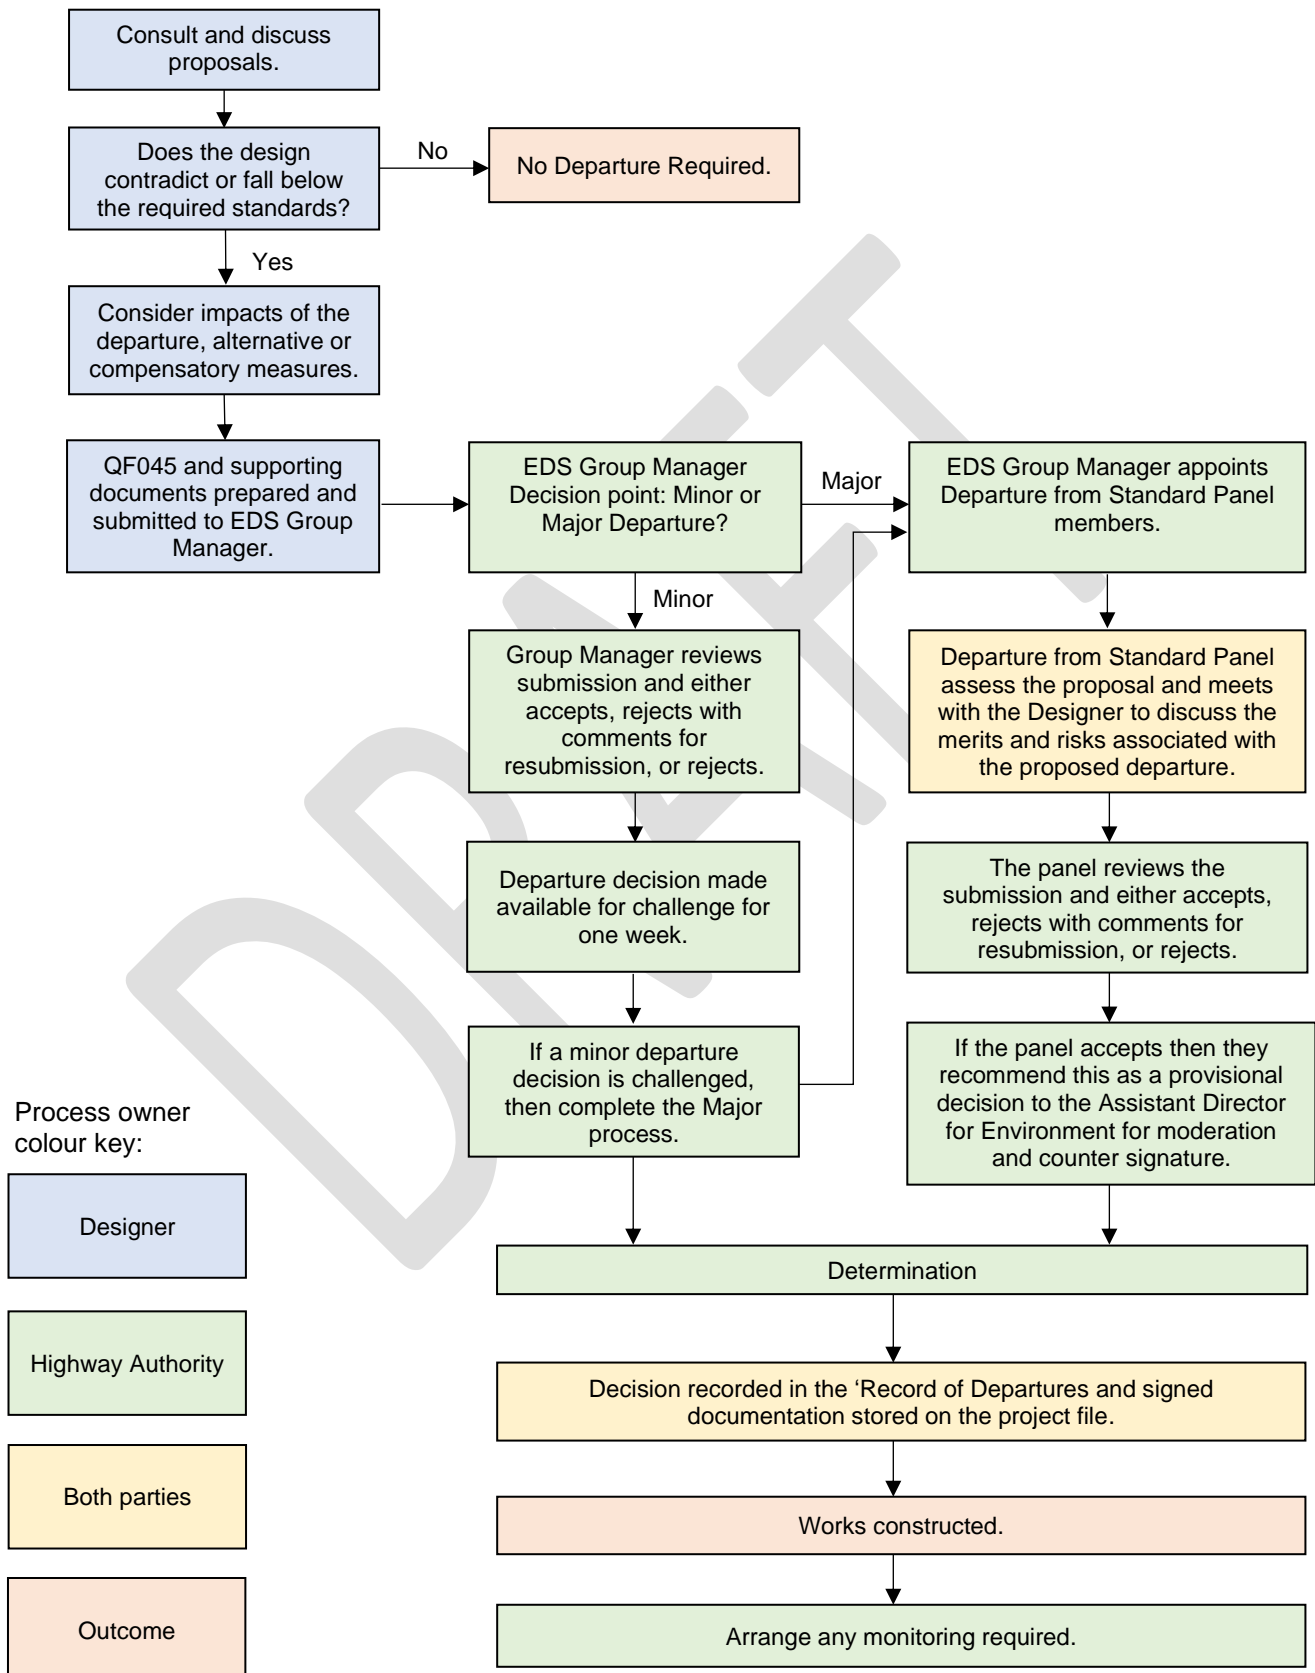 Consult and discuss
proposals.
Does the design
contradict or fall below
the required standards?
No
No Departure Required.
Yes
Consider impacts of the
departure, alternative or
compensatory measures.
QF045 and supporting
documents prepared and
submitted to EDS Group
Manager.
EDS Group Manager
Decision point: Minor or
Major Departure?
Major
EDS Group Manager appoints
Departure from Standard Panel
members.
Minor
Group Manager reviews
submission and either
accepts, rejects with
comments for
resubmission, or rejects.
Departure from Standard Panel
assess the proposal and meets
with the Designer to discuss the
merits and risks associated with
the proposed departure.
Departure decision made
available for challenge for
one week.
The panel reviews the
submission and either accepts,
rejects with comments for
resubmission, or rejects.
If a minor departure
decision is challenged,
then complete the Major
process.
If the panel accepts then they
recommend this as a provisional
decision to the Assistant Director
for Environment for moderation
and counter signature.
Determination
Decision recorded in the ‘Record of Departures and signed
documentation stored on the project file.
Works constructed.
Arrange any monitoring required.
Process owner
colour key:
Designer
Highway Authority
Both parties
Outcome
DRAFT